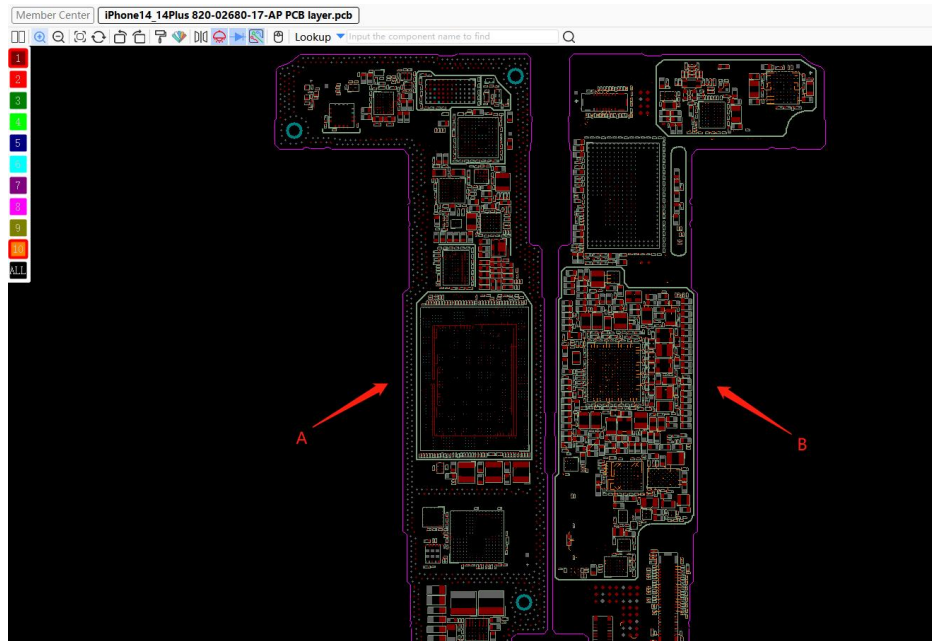 Member Center iPhone14_14Plus 820-02680-17-AP PCB layer.pcb
Lookup Input the component name to find
1
2
3
4
5
6
7
8
9
10
ALL
A
B